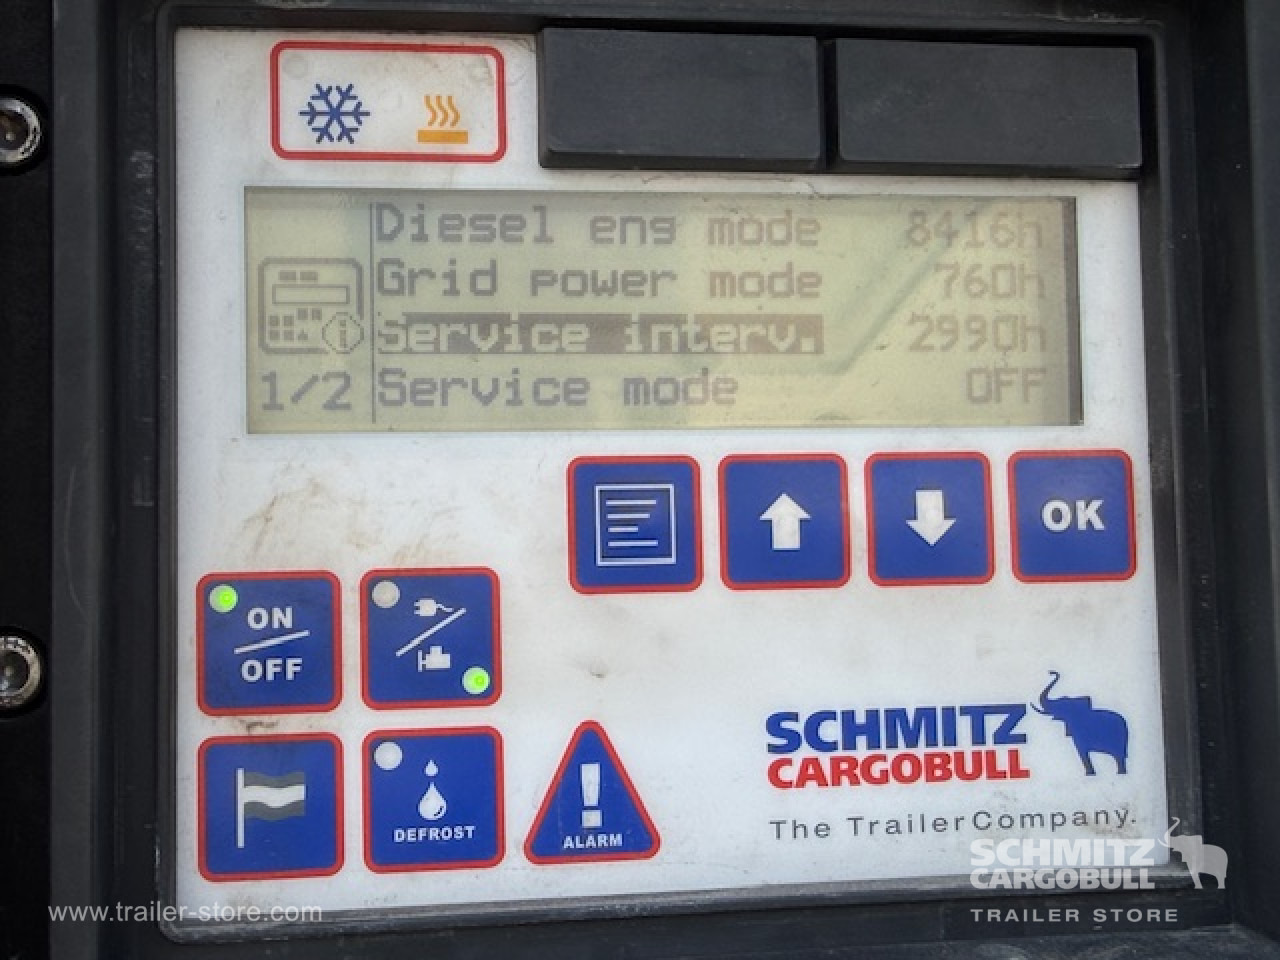 Diesel eng mode 8416h
Grid power mode 760h
Service interv. 2990h
1/2 Service mode OFF
OK
ON
OFF
DEFROST
ALARM
SCHMITZ
CARGOBULL
The TrailerCompany.
SCHMITZ
CARGOBULL
TRAILER STORE
www.trailer-store.com